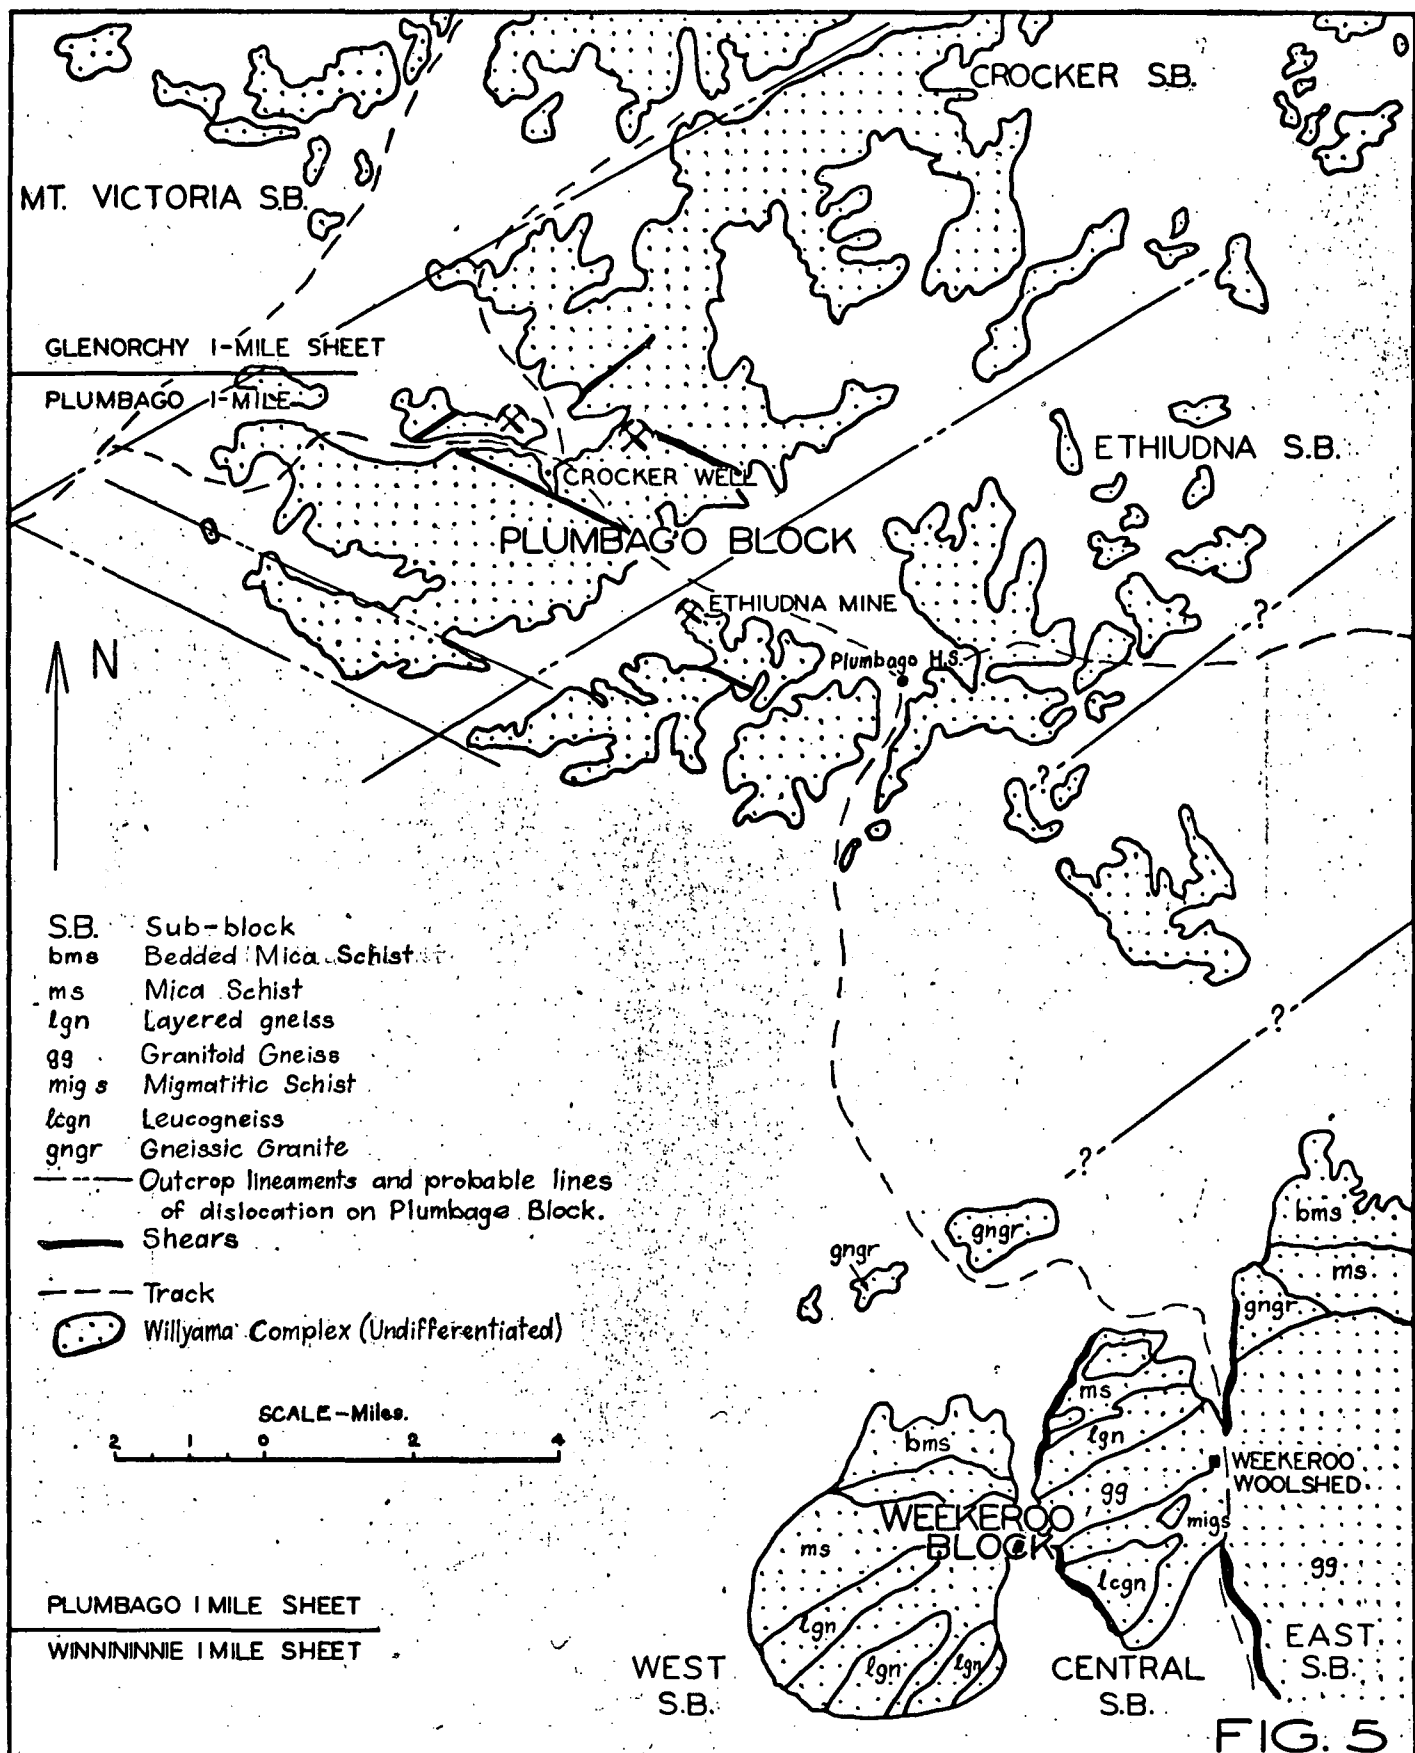 CROCKER S.B.
MT. VICTORIA S.B.
GLENORCHY 1-MILE SHEET
PLUMBAGO 1-MILE
ETHIUDNA S.B.
CROCKER WELL
PLUMBAGO BLOCK
ETHIUDNA MINE
?
Plumbago H.S.
N
?
S.B. Sub-block
bms Bedded Mica Schist
ms Mica Schist
lgn Layered gneiss
gg Granitoid Gneiss
mig s Migmatitic Schist
lcgn Leucogneiss
gngr Gneissic Granite
Outcrop lineaments and probable lines
of dislocation on Plumbago Block.
Shears
Track
Willyama Complex (Undifferentiated)
SCALE-Miles.
2 1 0 2 4
?
?
bms
gngr
gngr
ms
gngr
ms
lgn
bms
WEEKEROO
WOOLSHED
gg
WEEKEROO
BLOCK
migs
ms
lcgn
gg
PLUMBAGO 1 MILE SHEET
WINNININNIE 1 MILE SHEET
lgn
lgn
lgn
WEST
S.B.
CENTRAL
S.B.
EAST
S.B.
FIG. 5